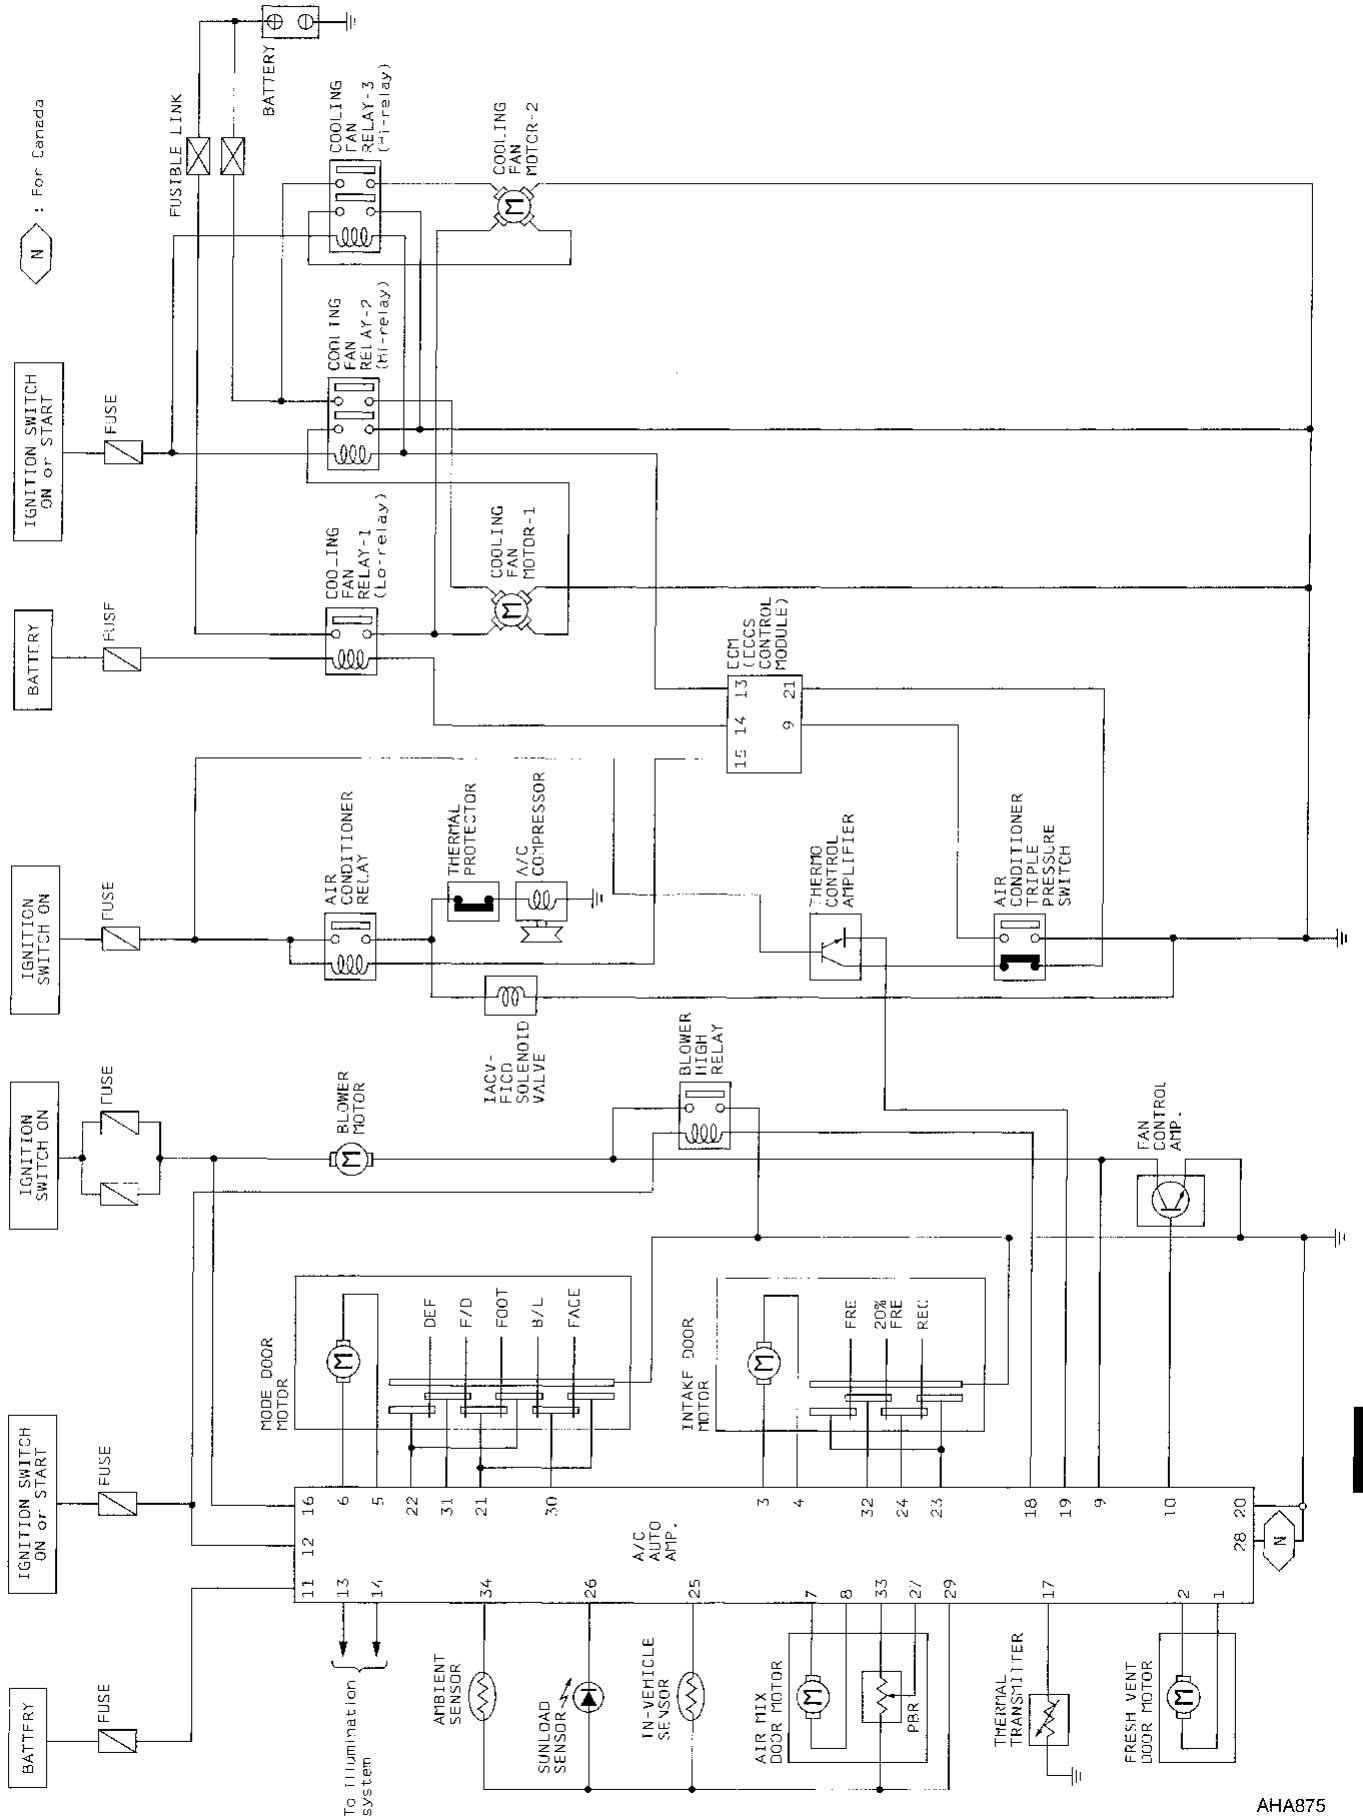 N : For Canada
BATTERY
FUSIBLE LINK
COOLING
FAN
RELAY-3
(Hi-relay)
COOLING
FAN
MOTOR-2
IGNITION SWITCH
ON or START
FUSE
COOLING
FAN
RELAY-2
(Hi-relay)
BATTERY
FUSE
COOLING
FAN
RELAY-1
(Lo-relay)
COOLING
FAN
MOTOR-1
ECM
(ECCS
CONTROL
MODULE)
15 14 13
9 21
IGNITION
SWITCH ON
FUSE
AIR
CONDITIONER
RELAY
THERMAL
PROTECTOR
A/C
COMPRESSOR
THERMO
CONTROL
AMPLIFIER
AIR
CONDITIONER
TRIPLE
PRESSURE
SWITCH
IACV-
FICD
SOLENOID
VALVE
IGNITION
SWITCH ON
FUSE
BLOWER
MOTOR
BLOWER
HIGH
RELAY
FAN
CONTROL
AMP.
MODE DOOR
MOTOR
M
DEF
F/D
FOOT
B/L
FACE
INTAKE DOOR
MOTOR
M
FRE
20%
FRE
REC
IGNITION SWITCH
ON or START
FUSE
16 6 5 22 31 21 30 3 4 32 24 23 18 19 9 10 20
12
28
N
A/C
AUTO
AMP.
11 13 14 34 26 25 7 8 33 27 29 17 2 1
BATTERY
FUSE
To illumination
system
AMBIENT
SENSOR
SUNLOAD
SENSOR
IN-VEHICLE
SENSOR
AIR MIX
DOOR MOTOR
M
PBR
THERMAL
TRANSMITTER
FRESH VENT
DOOR MOTOR
M
AHA875